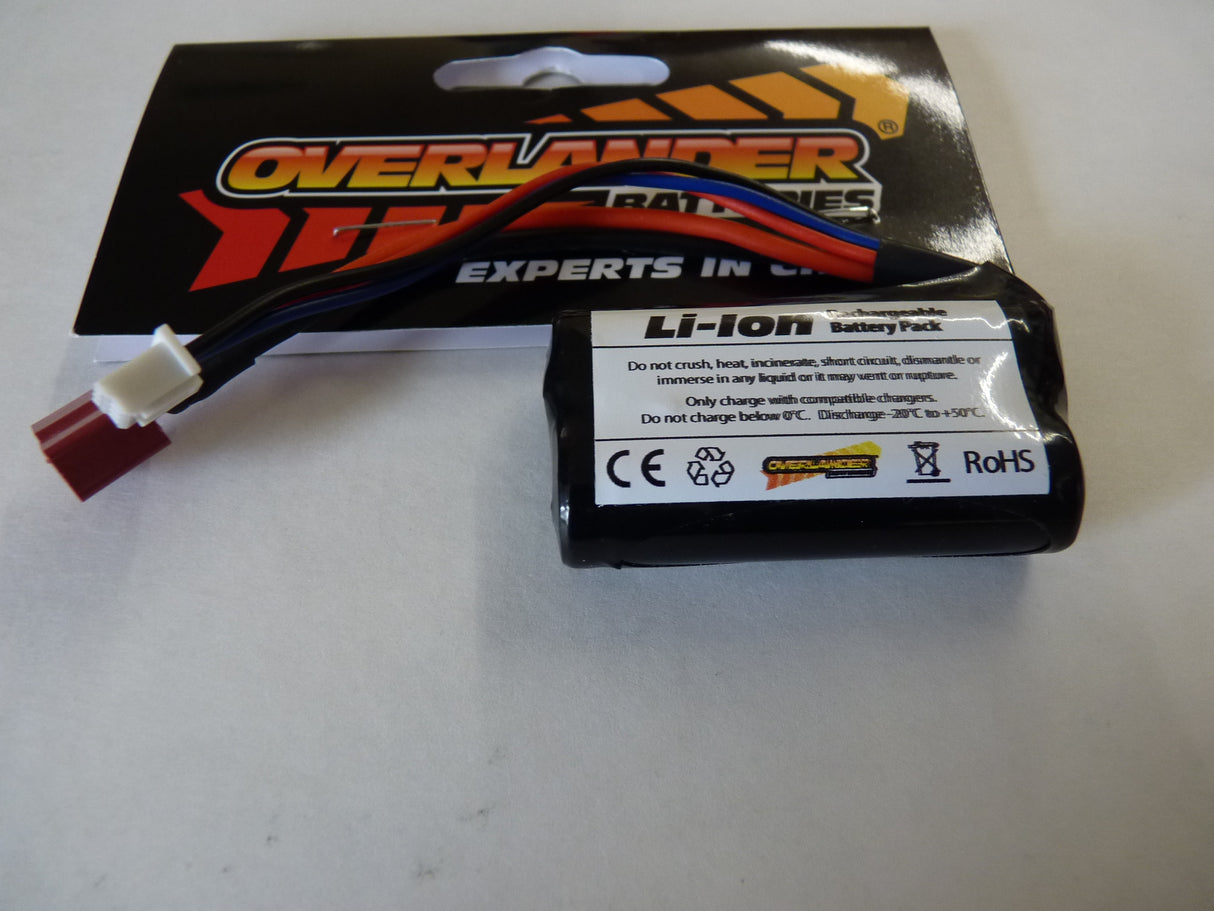 OVERLANDER ®
BATTERIES
EXPERTS IN
Li-Ion Rechargeable
Battery Pack
Do not crush, heat, incinerate, short circuit, dismantle or
immerse in any liquid or it may vent or rupture.
Only charge with compatible chargers.
Do not charge below 0°C. Discharge -20°C to +50°C.
CE OVERLANDER RoHS